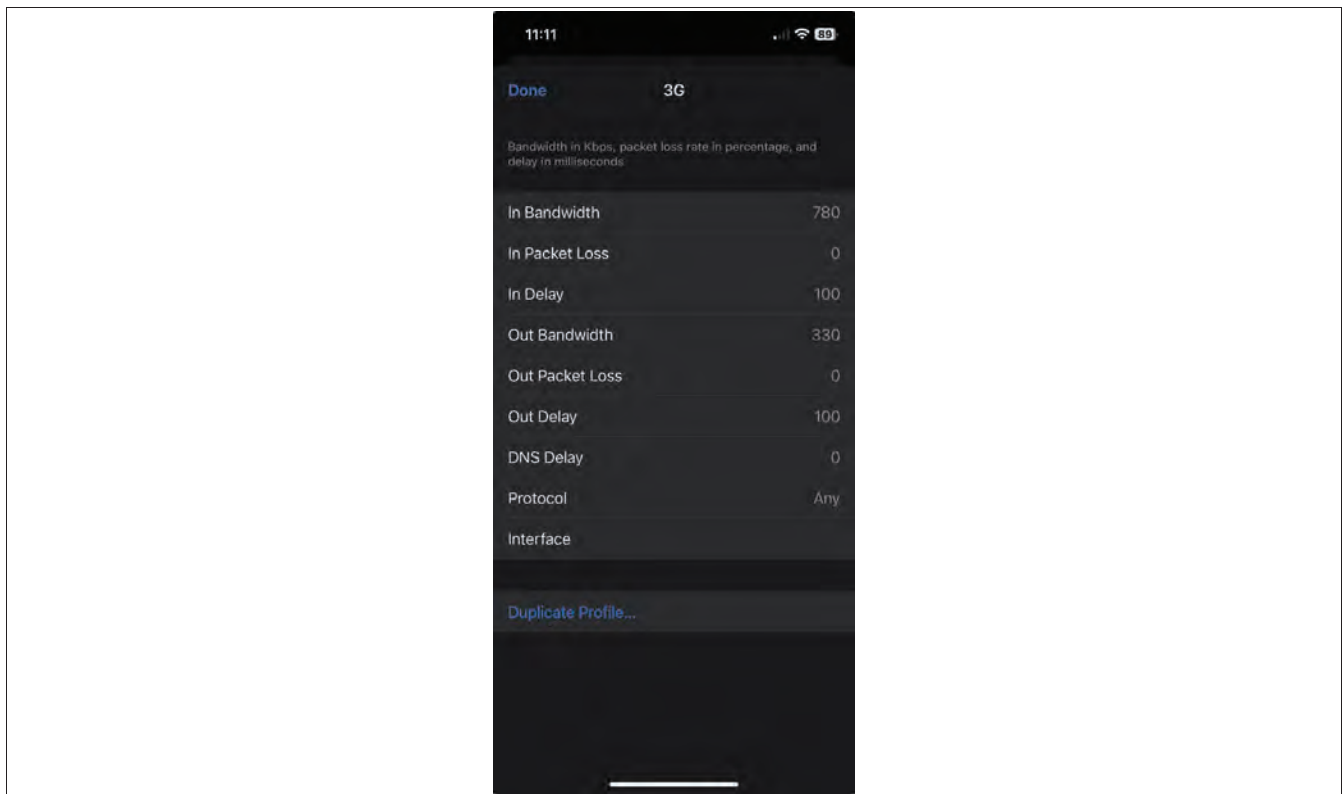 11:11
89
Done 3G
Bandwidth in Kbps, packet loss rate in percentage, and
delay in milliseconds
In Bandwidth 780
In Packet Loss 0
In Delay 100
Out Bandwidth 330
Out Packet Loss 0
Out Delay 100
DNS Delay 0
Protocol Any
Interface
Duplicate Profile...